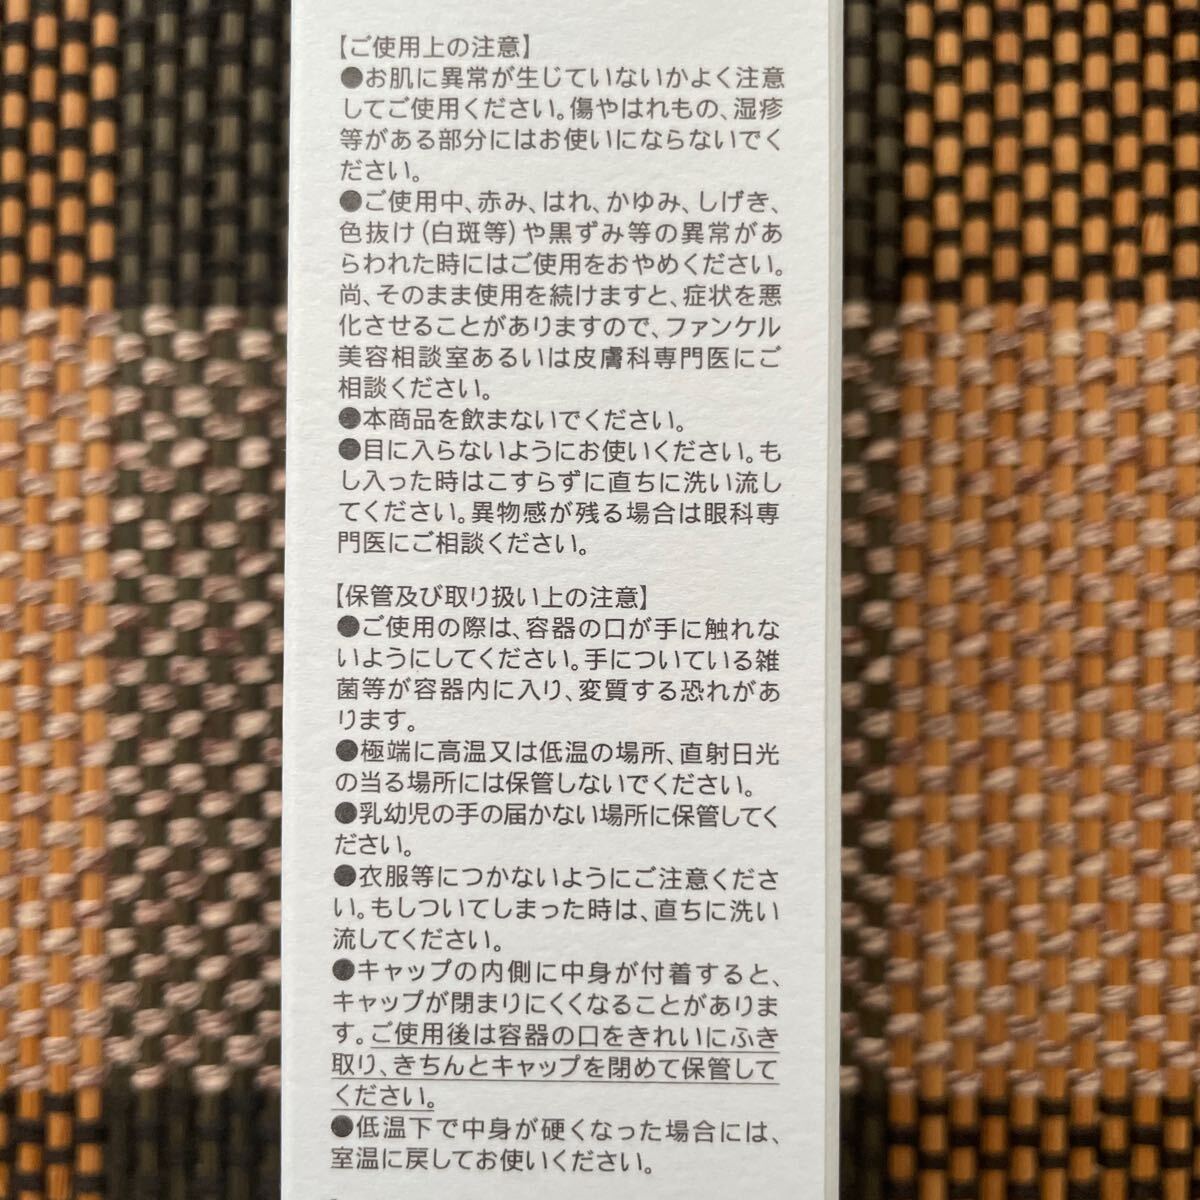 【ご使用上の注意】
●お肌に異常が生じていないかよく注意
してご使用ください。傷やはれもの、湿疹
等がある部分にはお使いにならないでく
ださい。
●ご使用中、赤み、はれ、かゆみ、しげき、
色抜け(白斑等)や黒ずみ等の異常があ
らわれた時にはご使用をおやめください。
尚、そのまま使用を続けますと、症状を悪
化させることがありますので、ファンケル
美容相談室あるいは皮膚科専門医にご
相談ください。
●本商品を飲まないでください。
●目に入らないようにお使いください。も
し入った時はこすらずに直ちに洗い流し
てください。異物感が残る場合は眼科専
門医にご相談ください。
【保管及び取り扱い上の注意】
●ご使用の際は、容器の口が手に触れな
いようにしてください。手についている雑
菌等が容器内に入り、変質する恐れがあ
ります。
●極端に高温又は低温の場所、直射日光
の当る場所には保管しないでください。
●乳幼児の手の届かない場所に保管してく
ださい。
●衣服等につかないようにご注意くださ
い。もしついてしまった時は、直ちに洗い
流してください。
●キャップの内側に中身が付着すると、
キャップが閉まりにくくなることがありま
す。ご使用後は容器の口をきれいにふき
取り、きちんとキャップを閉めて保管して
ください。
●低温下で中身が硬くなった場合には、
室温に戻してお使いください。